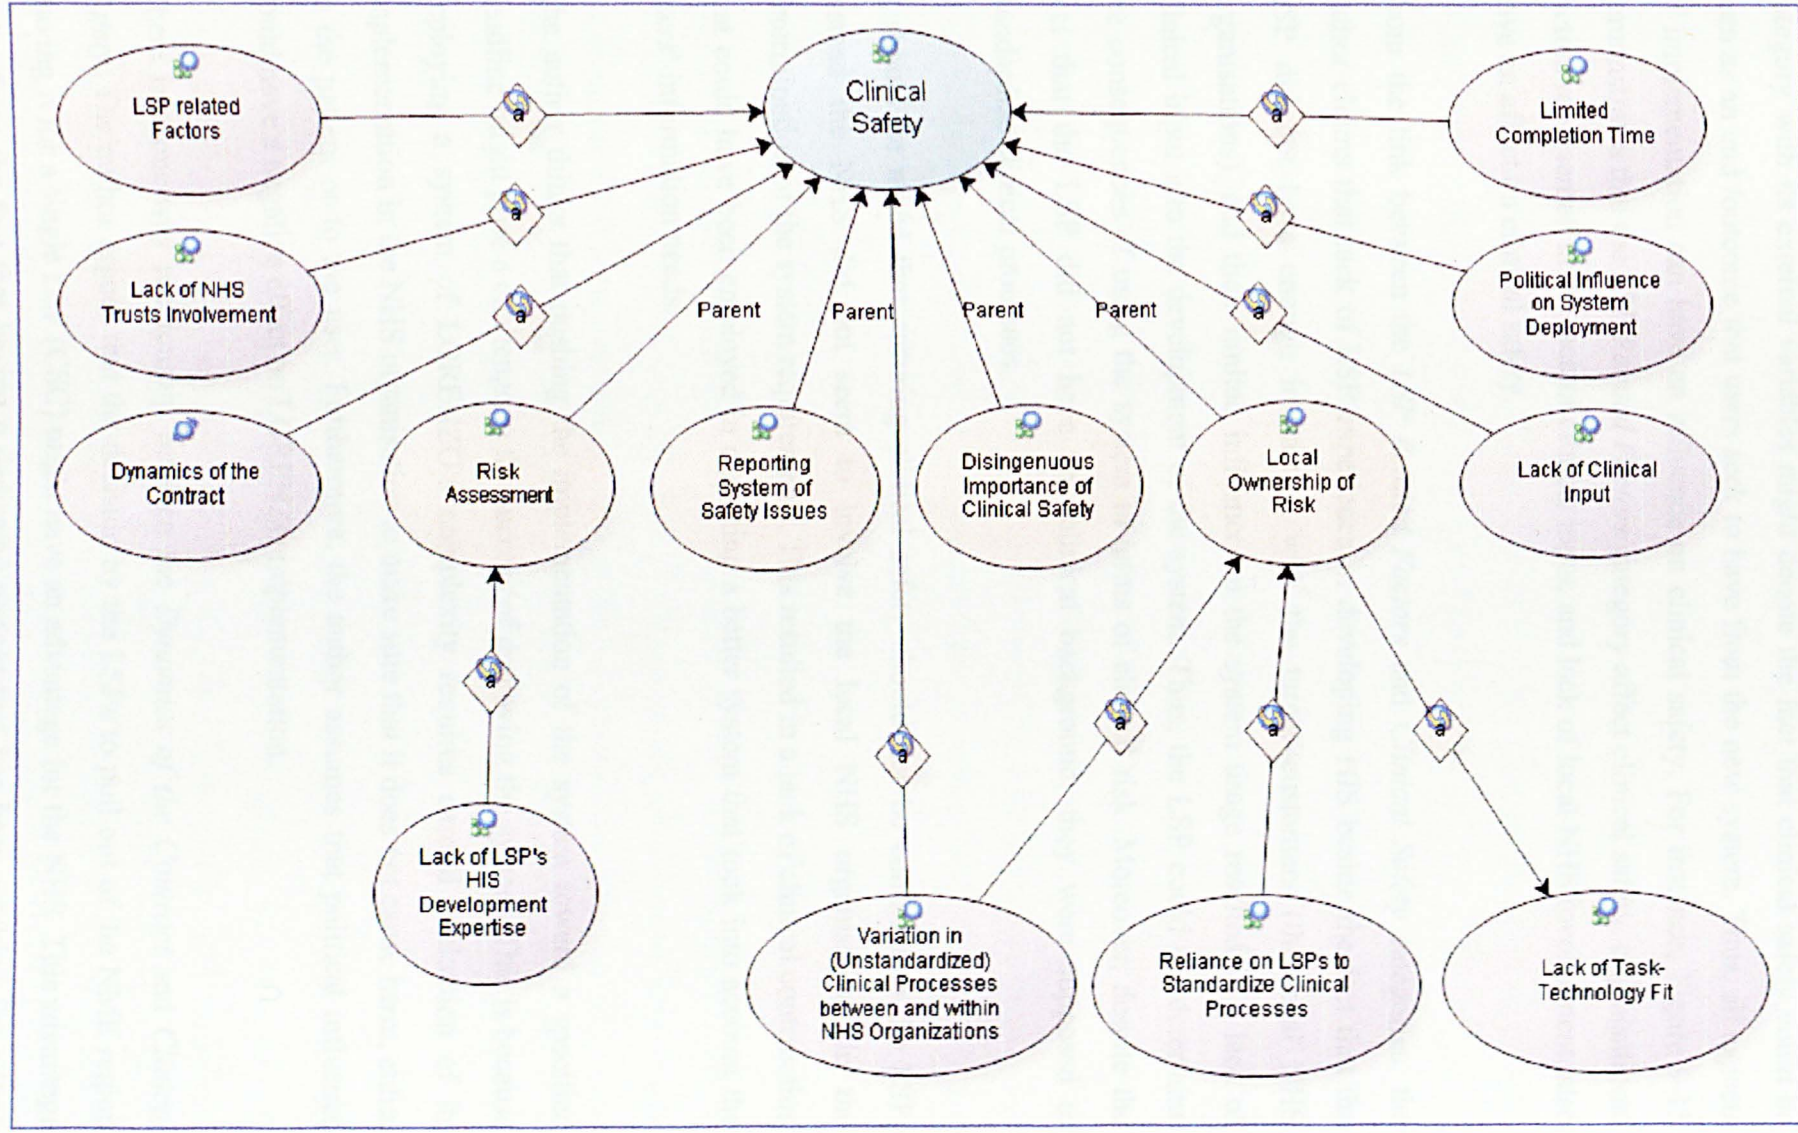 Clinical
Safety
LSP related
Factors
a
a
Limited
Completion Time
Lack of NHS
Trusts Involvement
a
a
Political Influence
on System
Deployment
a
Parent
Parent
Parent
Parent
a
Dynamics of the
Contract
Risk
Assessment
Reporting
System of
Safety Issues
Disingenuous
Importance of
Clinical Safety
Local
Ownership of
Risk
Lack of Clinical
Input
a
a
a
a
a
Lack of LSP's
HIS
Development
Expertise
Variation in
(Unstandardized)
Clinical Processes
between and within
NHS Organizations
Reliance on LSPs to
Standardize Clinical
Processes
Lack of Task-
Technology Fit